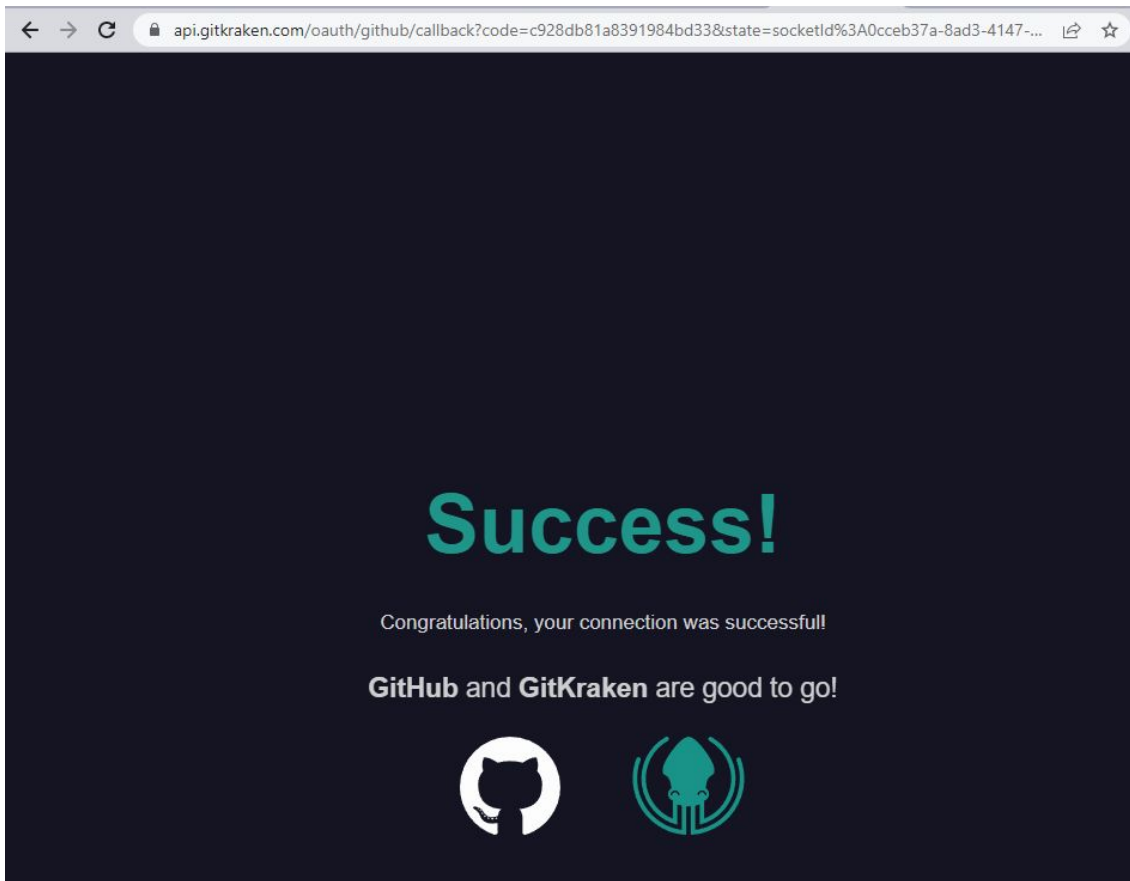 api.gitkraken.com/oauth/github/callback?code=c928db81a8391984bd33&state=socketId%3A0cceb37a-8ad3-4147-...
Success!
Congratulations, your connection was successful!
GitHub and GitKraken are good to go!